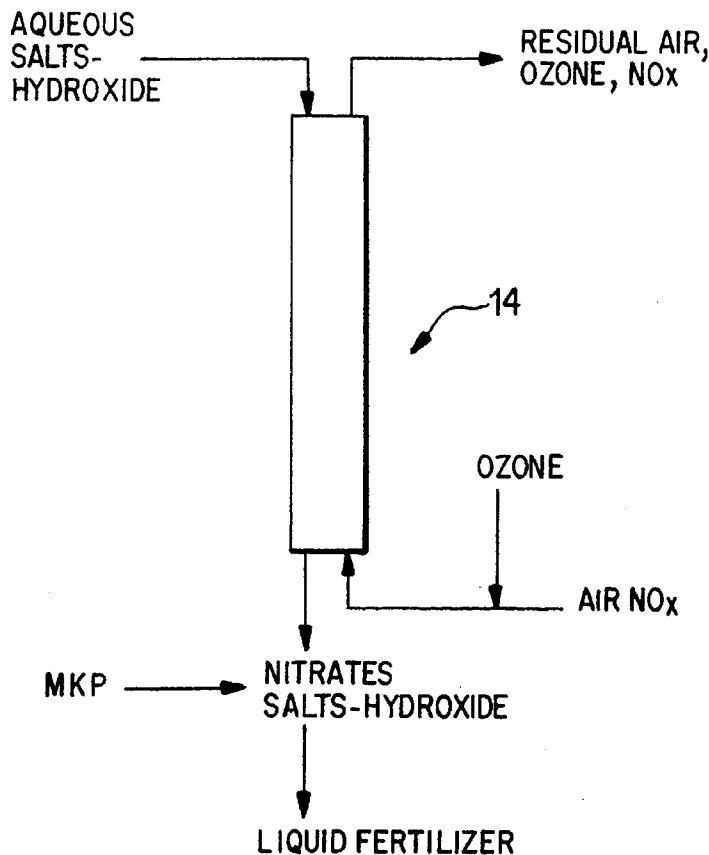 AQUEOUS
SALTS-
HYDROXIDE
RESIDUAL AIR,
OZONE, NOx
14
OZONE
AIR NOx
MKP
NITRATES
SALTS-HYDROXIDE
LIQUID FERTILIZER